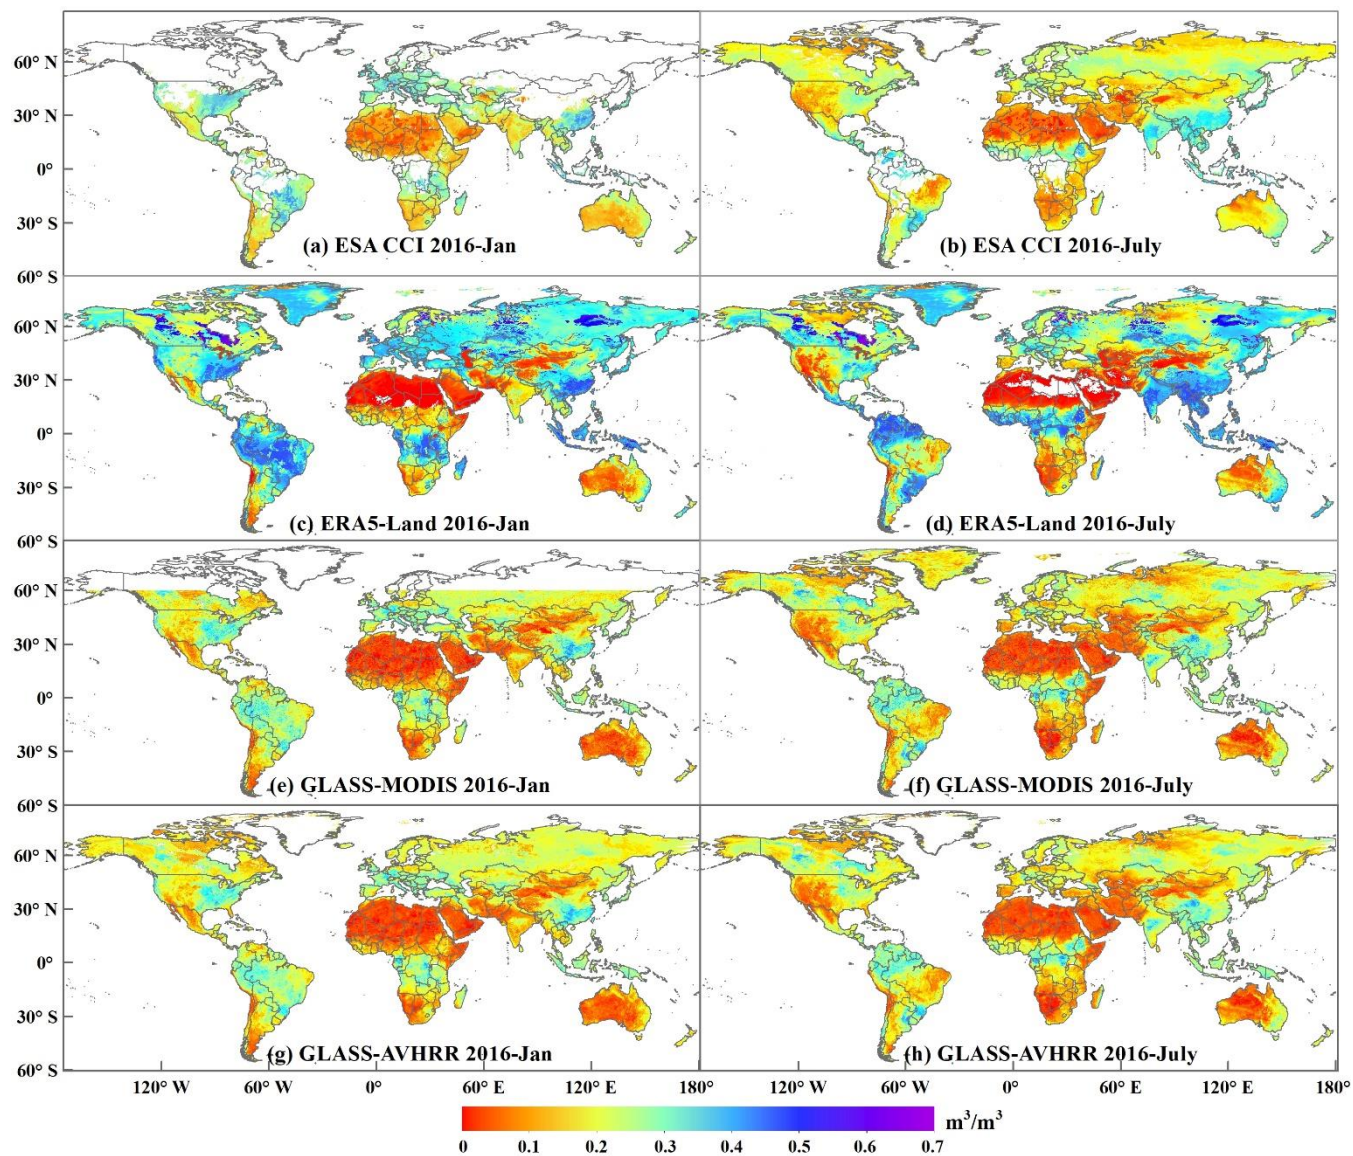 60° N
30° N
0°
30° S
(a) ESA CCI 2016-Jan
(b) ESA CCI 2016-July
60° S
60° N
30° N
0°
30° S
(c) ERA5-Land 2016-Jan
(d) ERA5-Land 2016-July
60° S
60° N
30° N
0°
30° S
(e) GLASS-MODIS 2016-Jan
(f) GLASS-MODIS 2016-July
60° S
60° N
30° N
0°
30° S
(g) GLASS-AVHRR 2016-Jan
(h) GLASS-AVHRR 2016-July
60° S
120° W 60° W 0° 60° E 120° E 180° 120° W 60° W 0° 60° E 120° E 180°
m³/m³
0 0.1 0.2 0.3 0.4 0.5 0.6 0.7